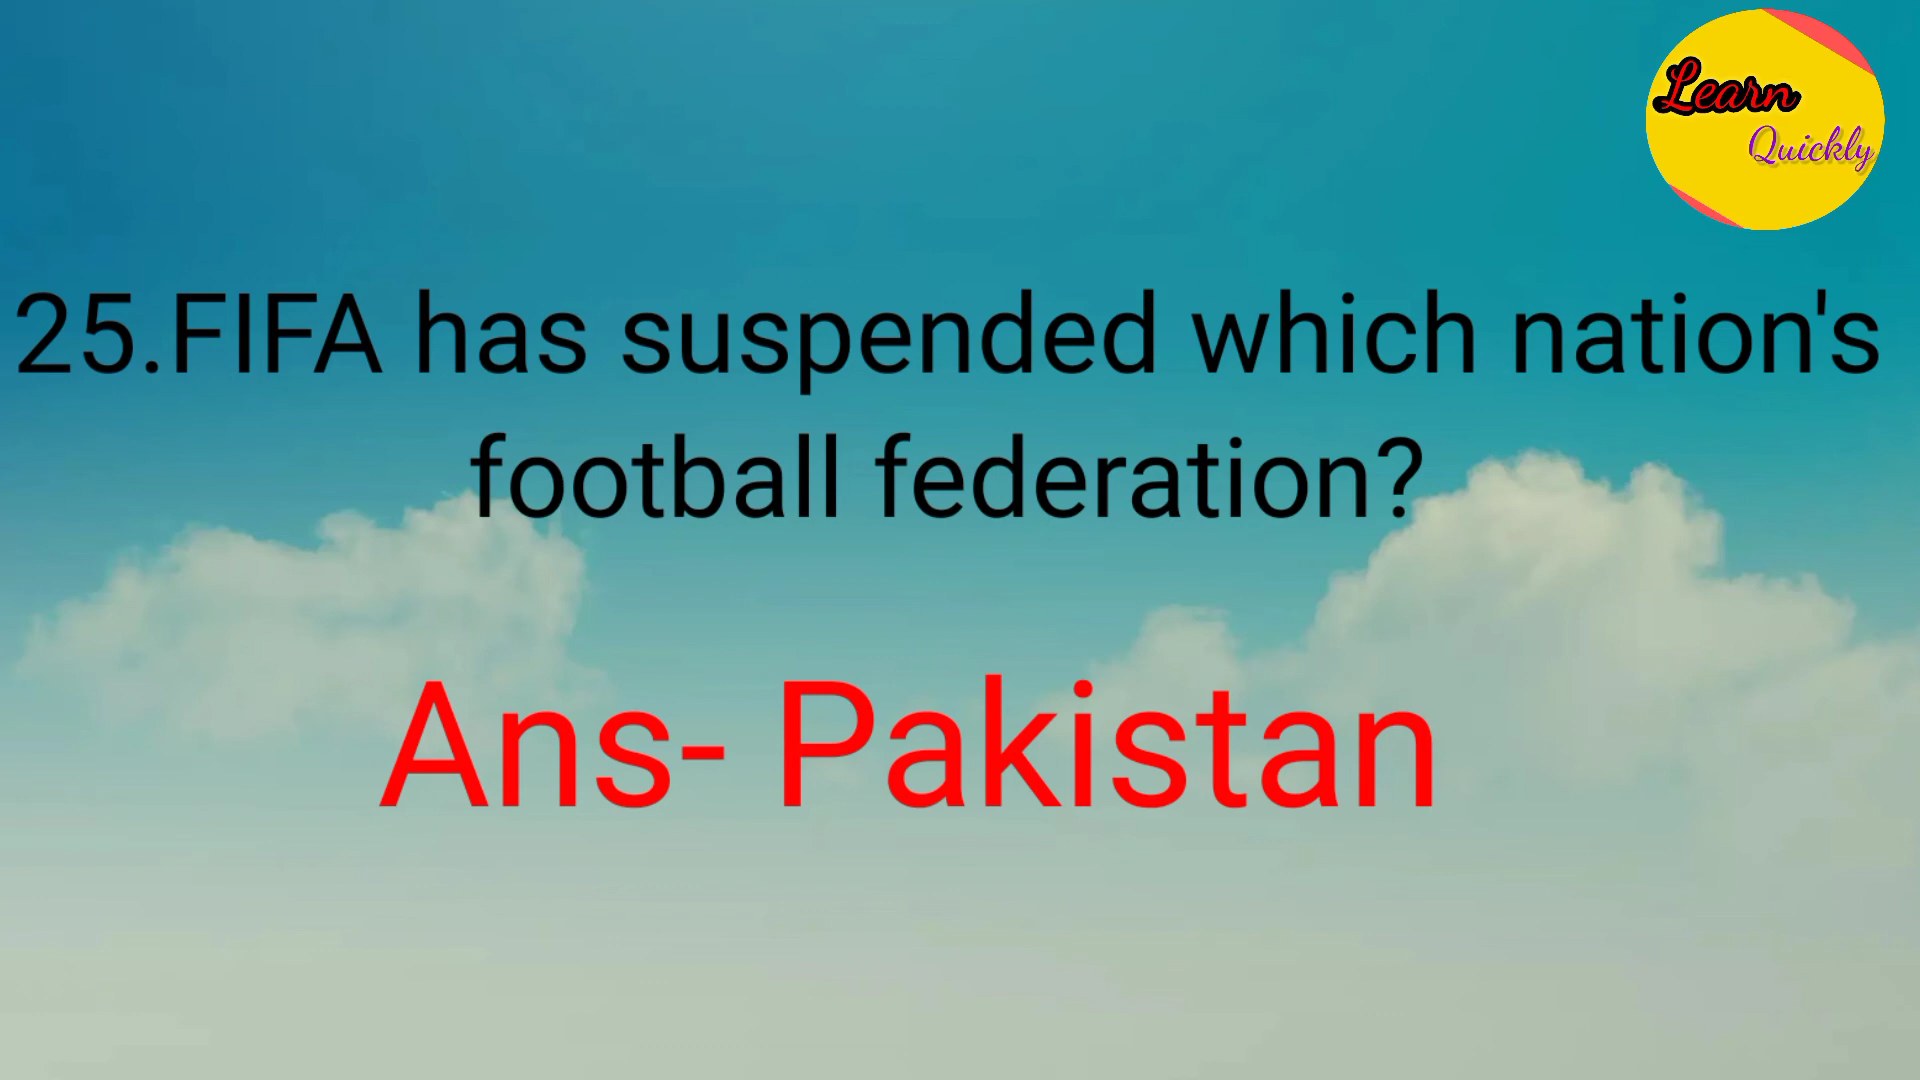 Learn
Quickly
25.FIFA has suspended which nation's
football federation?
Ans- Pakistan